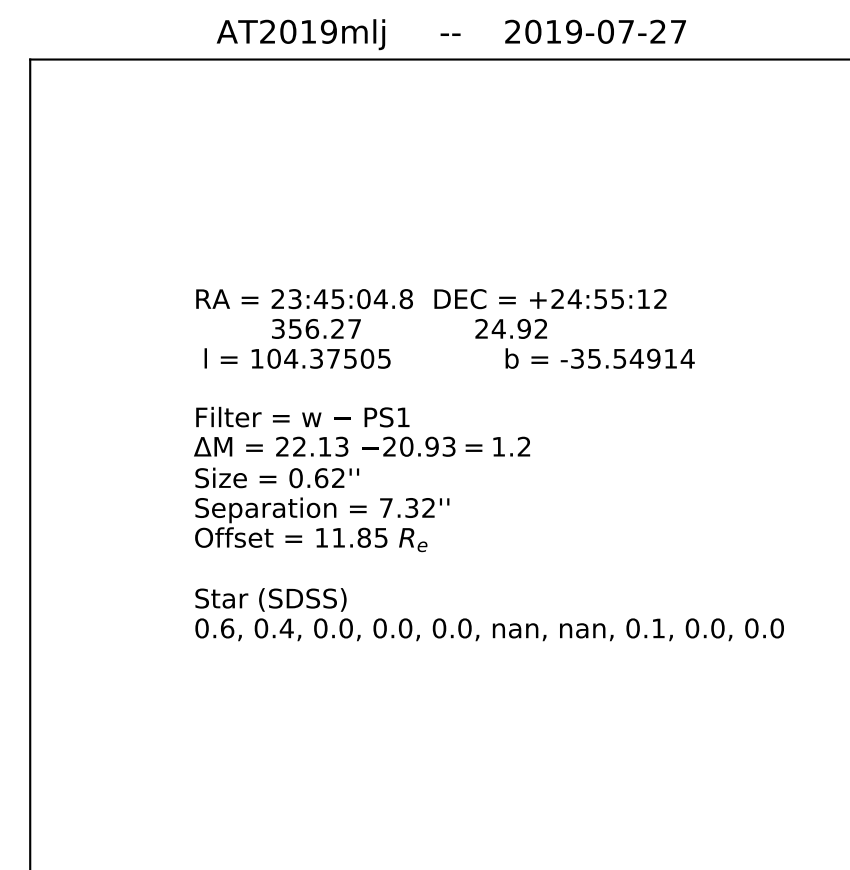 AT2019mlj -- 2019-07-27
RA = 23:45:04.8 DEC = +24:55:12
356.27 24.92
l = 104.37505 b = -35.54914
Filter = w − PS1
ΔM = 22.13 −20.93 = 1.2
Size = 0.62''
Separation = 7.32''
Offset = 11.85 Rₑ
Star (SDSS)
0.6, 0.4, 0.0, 0.0, 0.0, nan, nan, 0.1, 0.0, 0.0